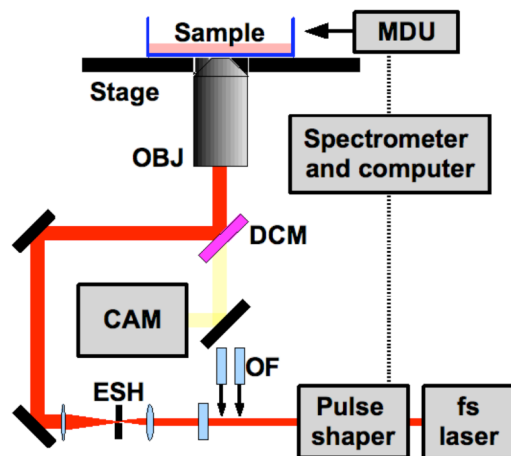 Sample
MDU
Stage
OBJ
Spectrometer
and computer
DCM
CAM
OF
ESH
Pulse
shaper
fs
laser